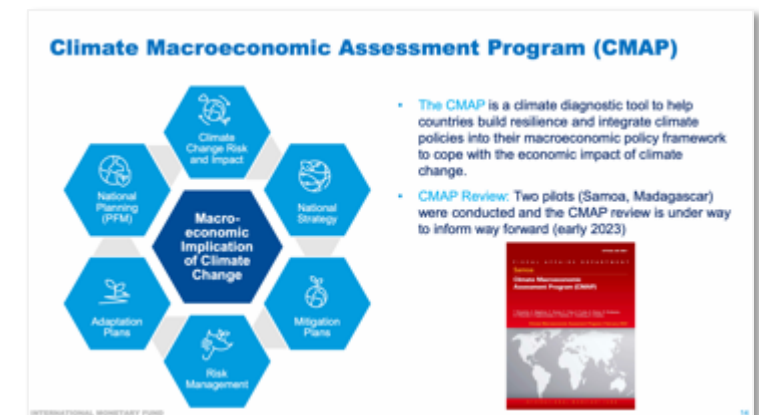 Climate Macroeconomic Assessment Program (CMAP)
Climate
Change Risk
and Impact
National
Planning
(PFM)
National
Strategy
Macro-
economic
Implication
of Climate
Change
Adaptation
Plans
Mitigation
Plans
Risk
Management
• The CMAP is a climate diagnostic tool to help
countries build resilience and integrate climate
policies into their macroeconomic policy framework
to cope with the economic impact of climate
change.
• CMAP Review: Two pilots (Samoa, Madagascar)
were conducted and the CMAP review is under way
to inform way forward (early 2023)
FISCAL AFFAIRS DEPARTMENT
Samoa
Climate Macroeconomic
Assessment Program (CMAP)
INTERNATIONAL MONETARY FUND
14